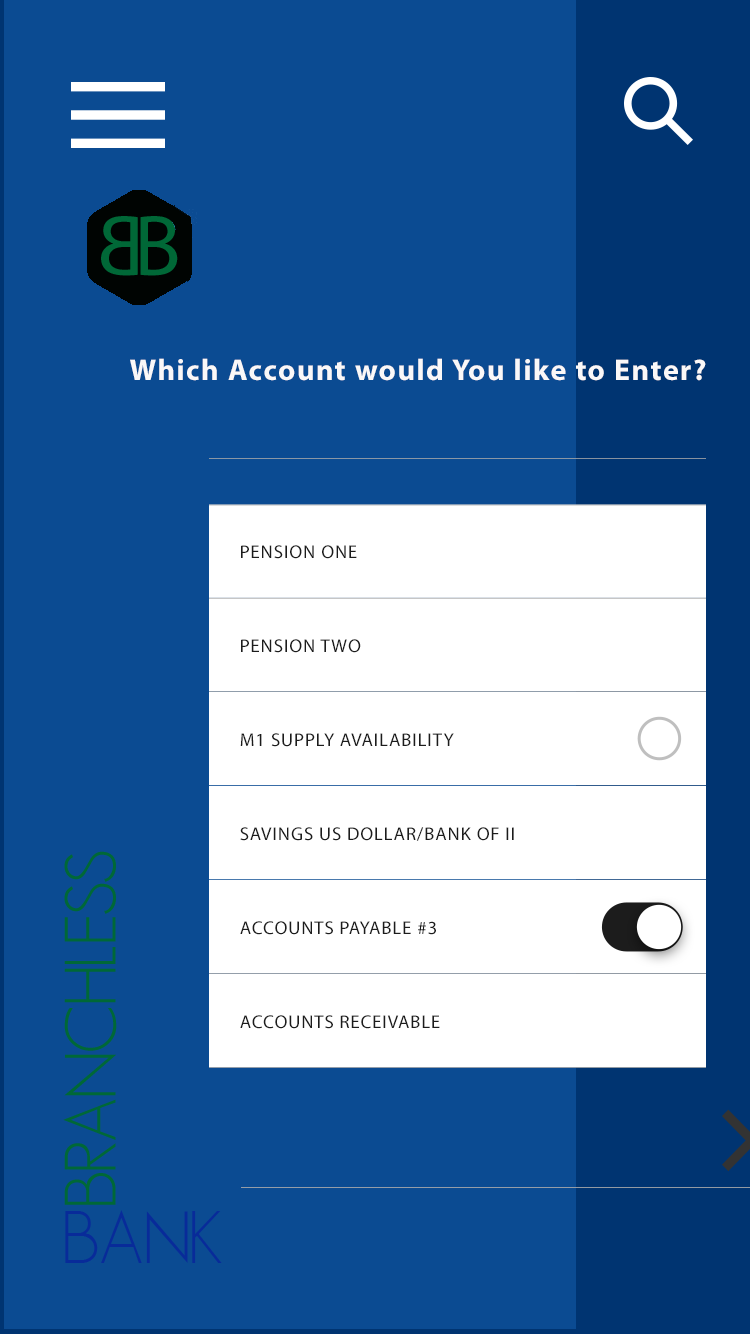 BB
Which Account would You like to Enter?
PENSION ONE
PENSION TWO
M1 SUPPLY AVAILABILITY
SAVINGS US DOLLAR/BANK OF II
ACCOUNTS PAYABLE #3
ACCOUNTS RECEIVABLE
BRANCHLESS
BANK